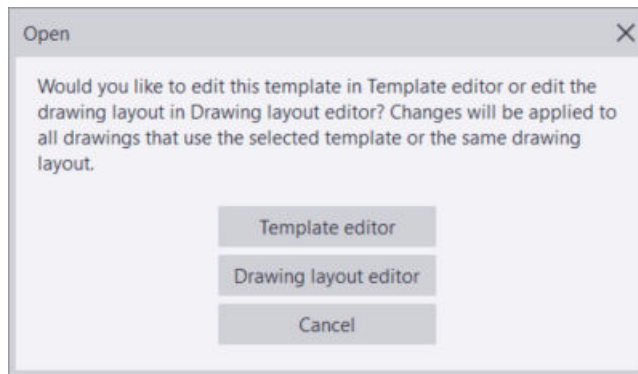 Open
Would you like to edit this template in Template editor or edit the
drawing layout in Drawing layout editor? Changes will be applied to
all drawings that use the selected template or the same drawing
layout.
Template editor
Drawing layout editor
Cancel